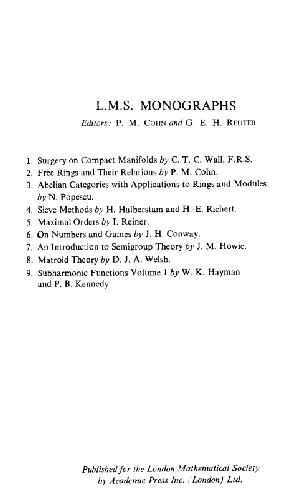 L.M.S. MONOGRAPHS
Editors: P. M. COHN and G. E. H. REUTER
1. Surgery on Compact Manifolds by C. T. C. Wall, F.R.S.
2. Free Rings and Their Relations by P. M. Cohn.
3. Abelian Categories with Applications to Rings and Modules
by N. Popescu.
4. Sieve Methods by H. Halberstam and H.-E. Richert.
5. Maximal Orders by I. Reiner.
6. On Numbers and Games by J. H. Conway.
7. An Introduction to Semigroup Theory by J. M. Howie.
8. Matroid Theory by D. J. A. Welsh.
9. Subharmonic Functions Volume 1 by W. K. Hayman
and P. B. Kennedy
Published for the London Mathematical Society
by Academic Press Inc. (London) Ltd.